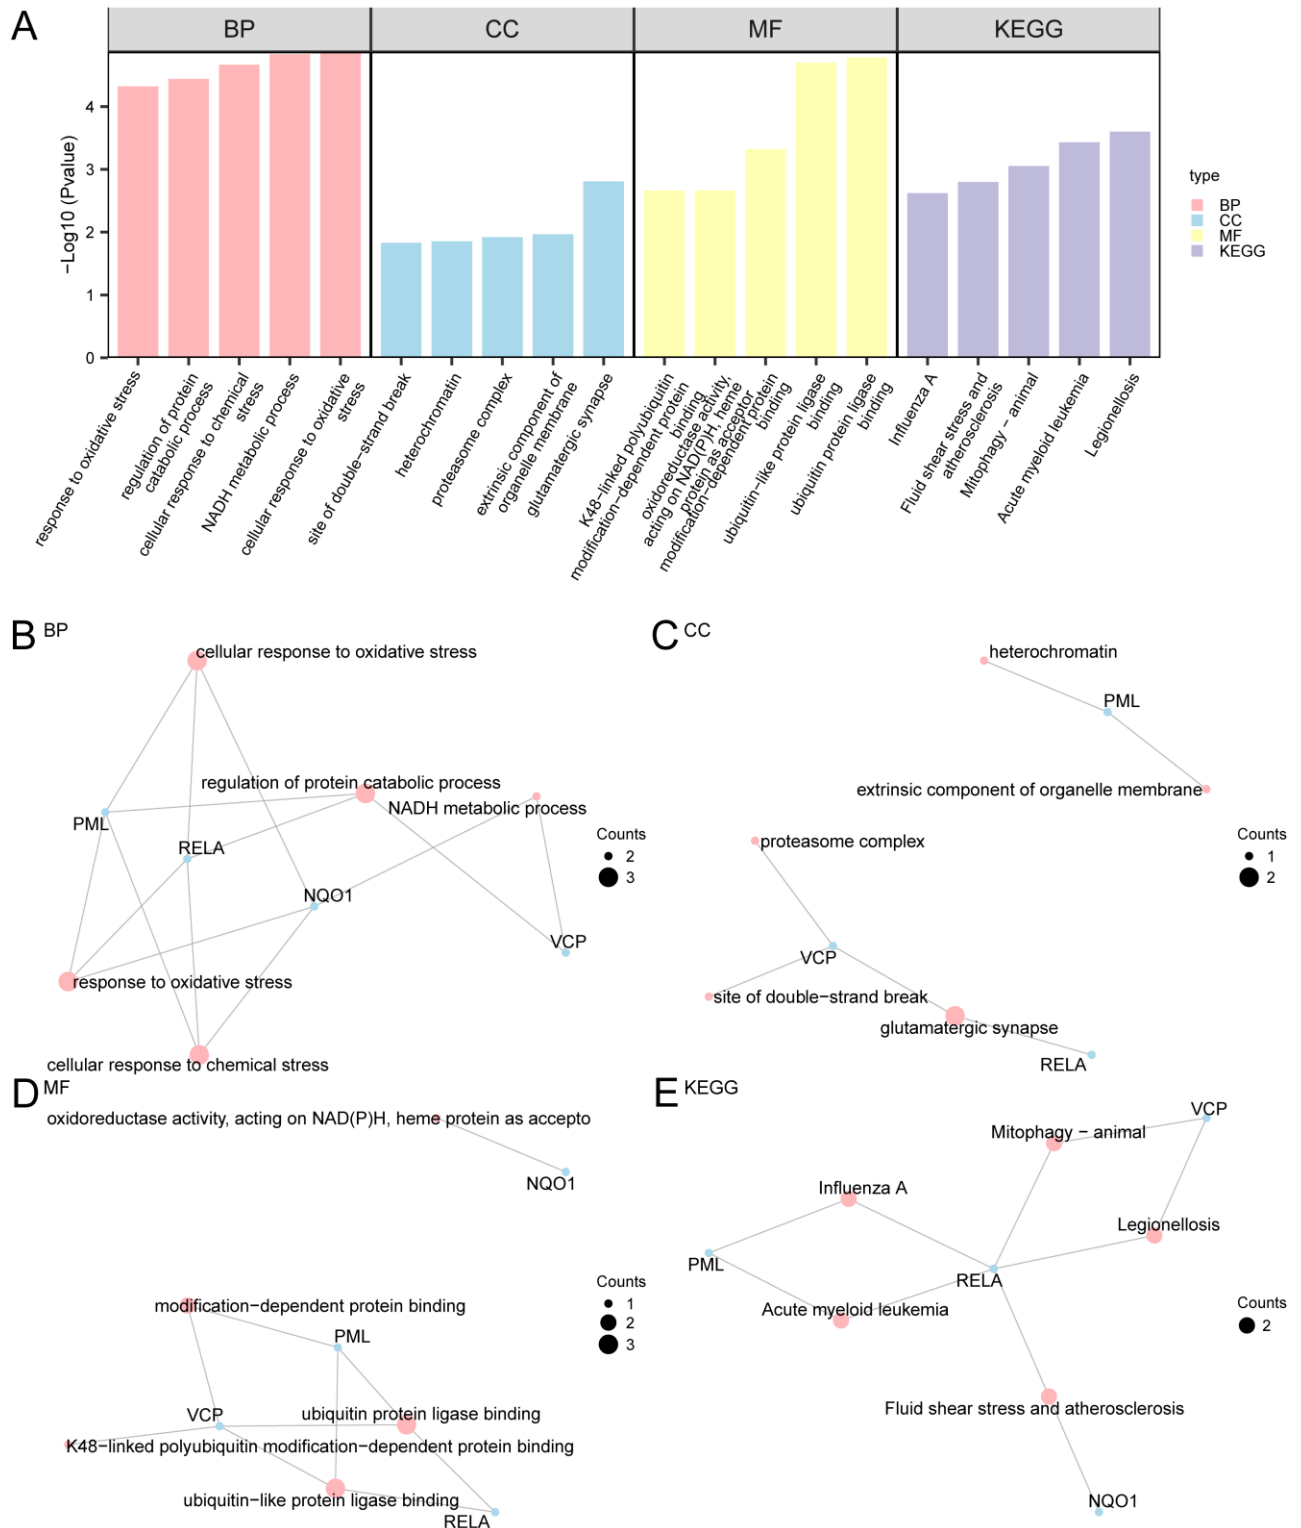 A
BP
CC
MF
KEGG
−Log10 (Pvalue)
4
3
2
1
0
response to oxidative stress
regulation of protein
catabolic process
cellular response to chemical
stress
NADH metabolic process
cellular response to oxidative
stress
site of double−strand break
heterochromatin
proteasome complex
extrinsic component of
organelle membrane
glutamatergic synapse
K48−linked polyubiquitin
modification−dependent protein
binding
oxidoreductase activity,
acting on NAD(P)H, heme
protein as acceptor
modification−dependent protein
binding
ubiquitin−like protein ligase
binding
ubiquitin protein ligase
binding
Influenza A
Fluid shear stress and
atherosclerosis
Mitophagy − animal
Acute myeloid leukemia
Legionellosis
type
BP
CC
MF
KEGG
B
BP
cellular response to oxidative stress
regulation of protein catabolic process
NADH metabolic process
PML
RELA
NQO1
VCP
response to oxidative stress
cellular response to chemical stress
Counts
2
3
C
CC
heterochromatin
PML
extrinsic component of organelle membrane
proteasome complex
VCP
site of double−strand break
glutamatergic synapse
RELA
Counts
1
2
D
MF
oxidoreductase activity, acting on NAD(P)H, heme protein as accepto
NQO1
modification−dependent protein binding
PML
VCP
ubiquitin protein ligase binding
K48−linked polyubiquitin modification−dependent protein binding
ubiquitin−like protein ligase binding
RELA
Counts
1
2
3
E
KEGG
VCP
Mitophagy − animal
Influenza A
Legionellosis
PML
RELA
Acute myeloid leukemia
Fluid shear stress and atherosclerosis
NQO1
Counts
2